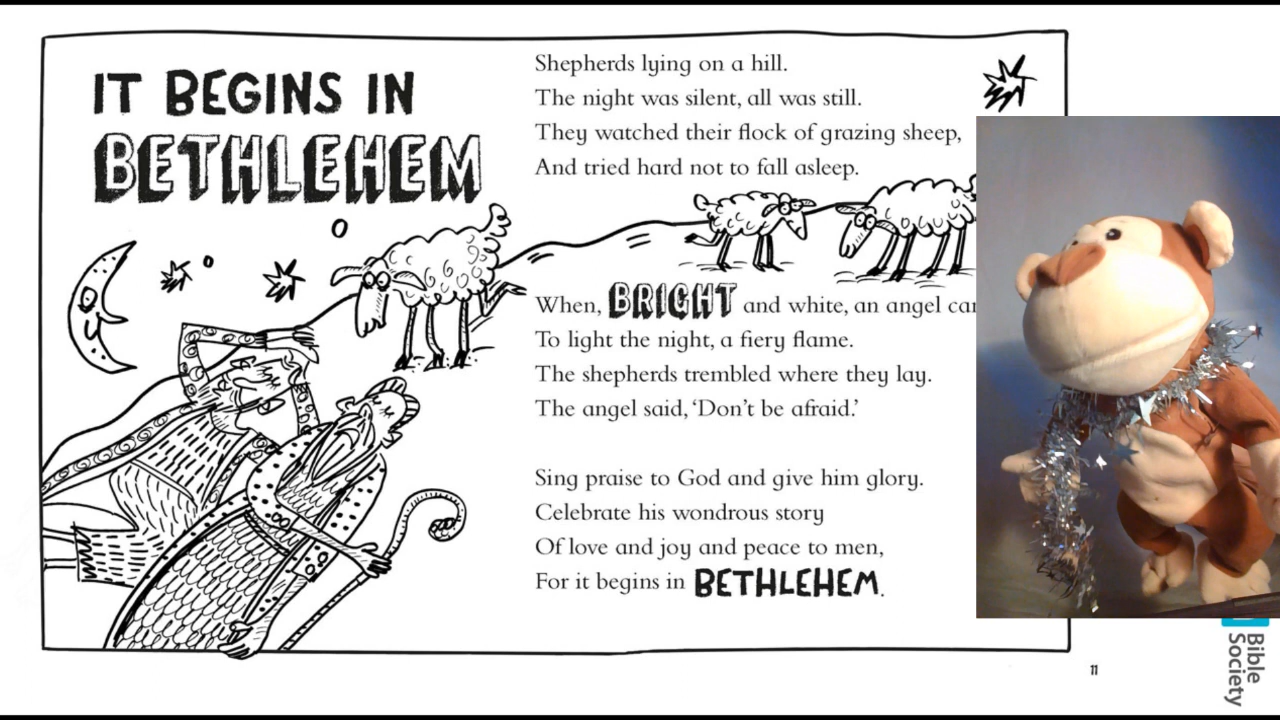 IT BEGINS IN
BETHLEHEM
Shepherds lying on a hill.
The night was silent, all was still.
They watched their flock of grazing sheep,
And tried hard not to fall asleep.
When, BRIGHT and white, an angel
To light the night, a fiery flame.
The shepherds trembled where they lay.
The angel said, ‘Don’t be afraid.’
Sing praise to God and give him glory.
Celebrate his wondrous story
Of love and joy and peace to men,
For it begins in BETHLEHEM.
11
Bible
Society